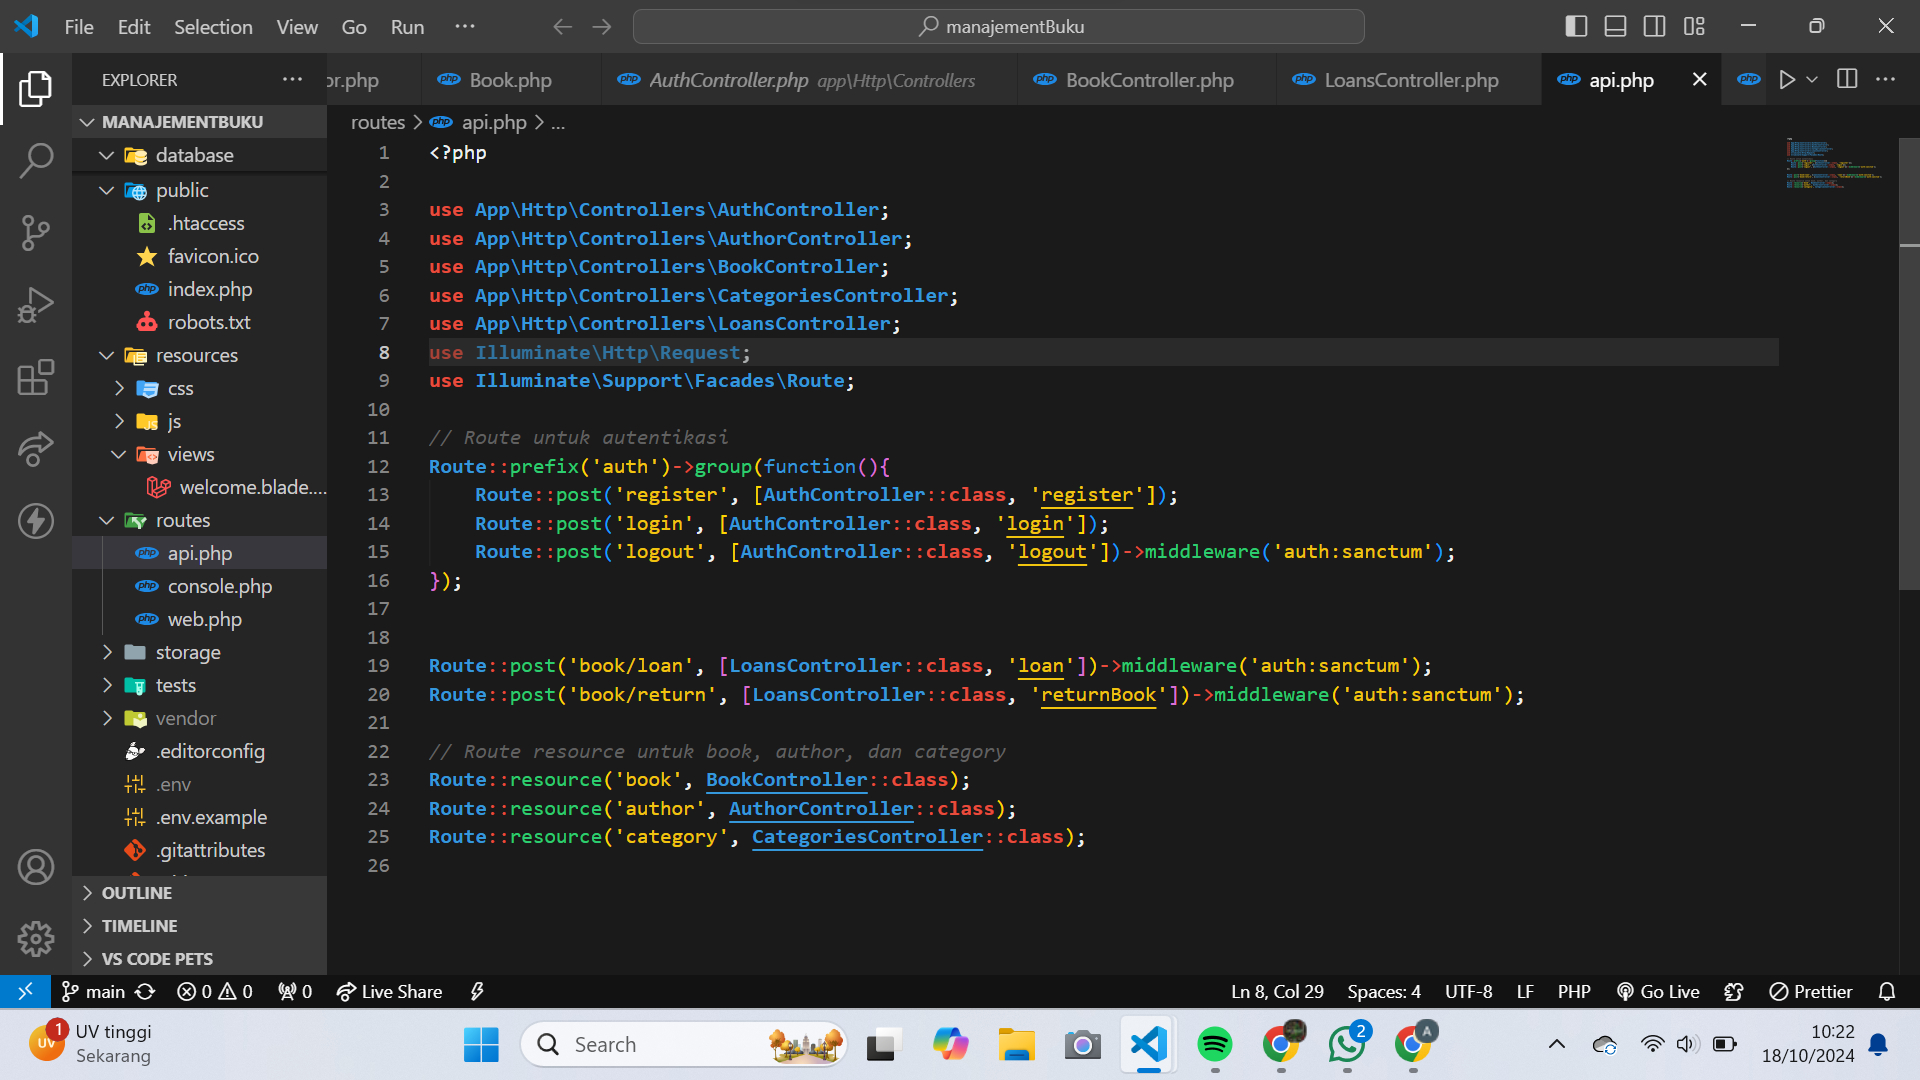 File Edit Selection View Go Run ···
manajementBuku
EXPLORER ···
or.php
Book.php
AuthController.php app\Http\Controllers
BookController.php
LoansController.php
api.php
MANAJEMENTBUKU
database
public
.htaccess
favicon.ico
index.php
robots.txt
resources
css
js
views
welcome.blade....
routes
api.php
console.php
web.php
storage
tests
vendor
.editorconfig
.env
.env.example
.gitattributes
OUTLINE
TIMELINE
VS CODE PETS
routes > api.php > ...
1 <?php
2
3 use App\Http\Controllers\AuthController;
4 use App\Http\Controllers\AuthorController;
5 use App\Http\Controllers\BookController;
6 use App\Http\Controllers\CategoriesController;
7 use App\Http\Controllers\LoansController;
8 use Illuminate\Http\Request;
9 use Illuminate\Support\Facades\Route;
10
11 // Route untuk autentikasi
12 Route::prefix('auth')->group(function(){
13     Route::post('register', [AuthController::class, 'register']);
14     Route::post('login', [AuthController::class, 'login']);
15     Route::post('logout', [AuthController::class, 'logout'])->middleware('auth:sanctum');
16 });
17
18
19 Route::post('book/loan', [LoansController::class, 'loan'])->middleware('auth:sanctum');
20 Route::post('book/return', [LoansController::class, 'returnBook'])->middleware('auth:sanctum');
21
22 // Route resource untuk book, author, dan category
23 Route::resource('book', BookController::class);
24 Route::resource('author', AuthorController::class);
25 Route::resource('category', CategoriesController::class);
26
main 0 0 0 Live Share Ln 8, Col 29 Spaces: 4 UTF-8 LF PHP Go Live Prettier
UV 1 UV tinggi
Sekarang
Search
2
A
10:22
18/10/2024